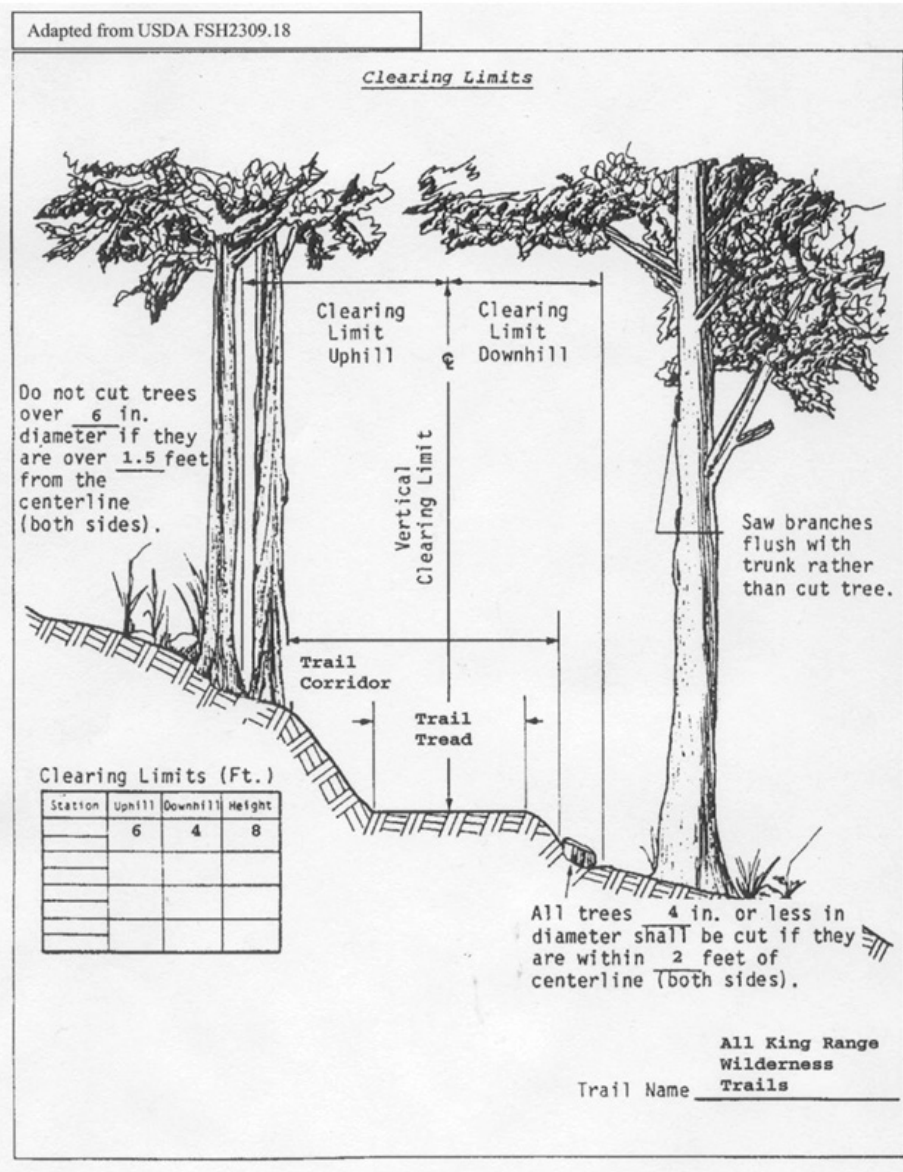 Adapted from USDA FSH2309.18
Clearing Limits
Clearing
Limit
Uphill
Clearing
Limit
Downhill
℄
Do not cut trees
over 6 in.
diameter if they
are over 1.5 feet
from the
centerline
(both sides).
Vertical
Clearing Limit
Saw branches
flush with
trunk rather
than cut tree.
Trail
Corridor
Trail
Tread
Clearing Limits (Ft.)
Station Uphill Downhill Height
6 4 8
All trees 4 in. or less in
diameter shall be cut if they
are within 2 feet of
centerline (both sides).
All King Range
Wilderness
Trail Name Trails